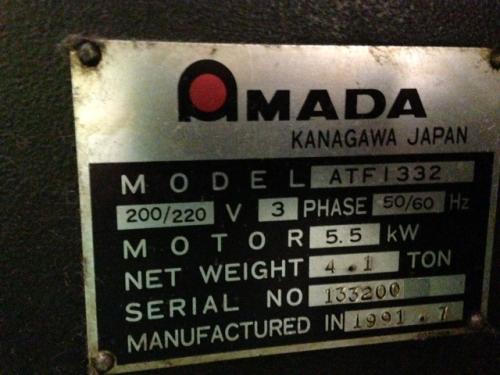 AMADA
KANAGAWA JAPAN
MODEL ATF1332
200/220 V 3 PHASE 50/60 Hz
MOTOR 5.5 kW
NET WEIGHT 4.1 TON
SERIAL NO 133200
MANUFACTURED IN 1991.7